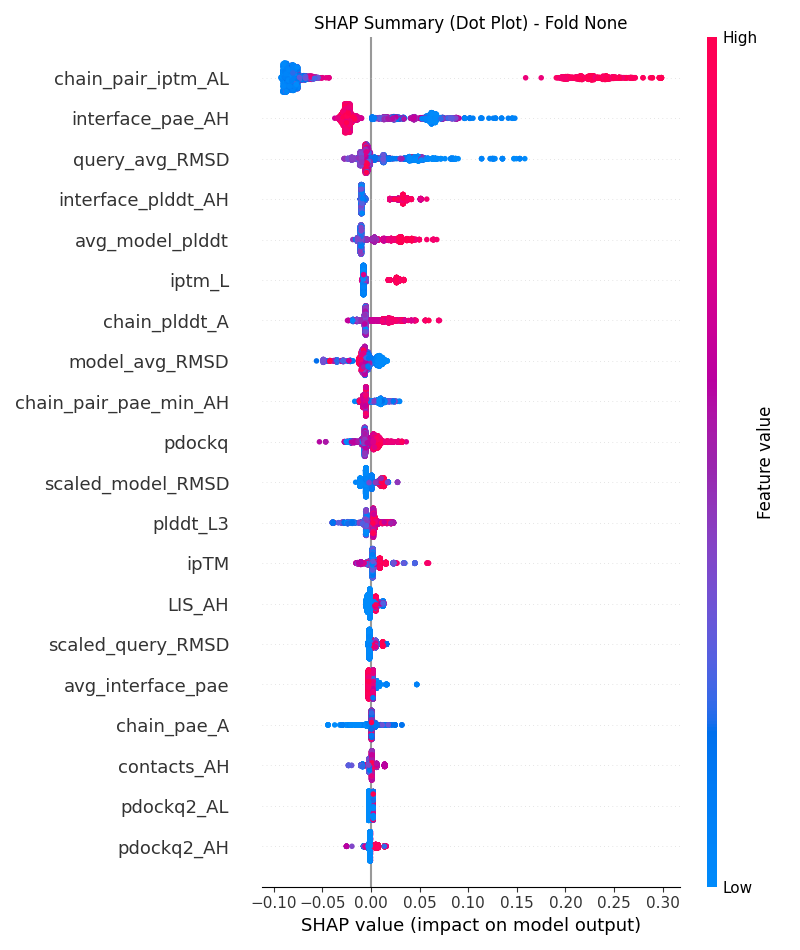 SHAP Summary (Dot Plot) - Fold None
High
chain_pair_iptm_AL
interface_pae_AH
query_avg_RMSD
interface_plddt_AH
avg_model_plddt
iptm_L
chain_plddt_A
model_avg_RMSD
chain_pair_pae_min_AH
pdockq
scaled_model_RMSD
plddt_L3
ipTM
LIS_AH
scaled_query_RMSD
avg_interface_pae
chain_pae_A
contacts_AH
pdockq2_AL
pdockq2_AH
Feature value
Low
−0.10 −0.05 0.00 0.05 0.10 0.15 0.20 0.25 0.30
SHAP value (impact on model output)